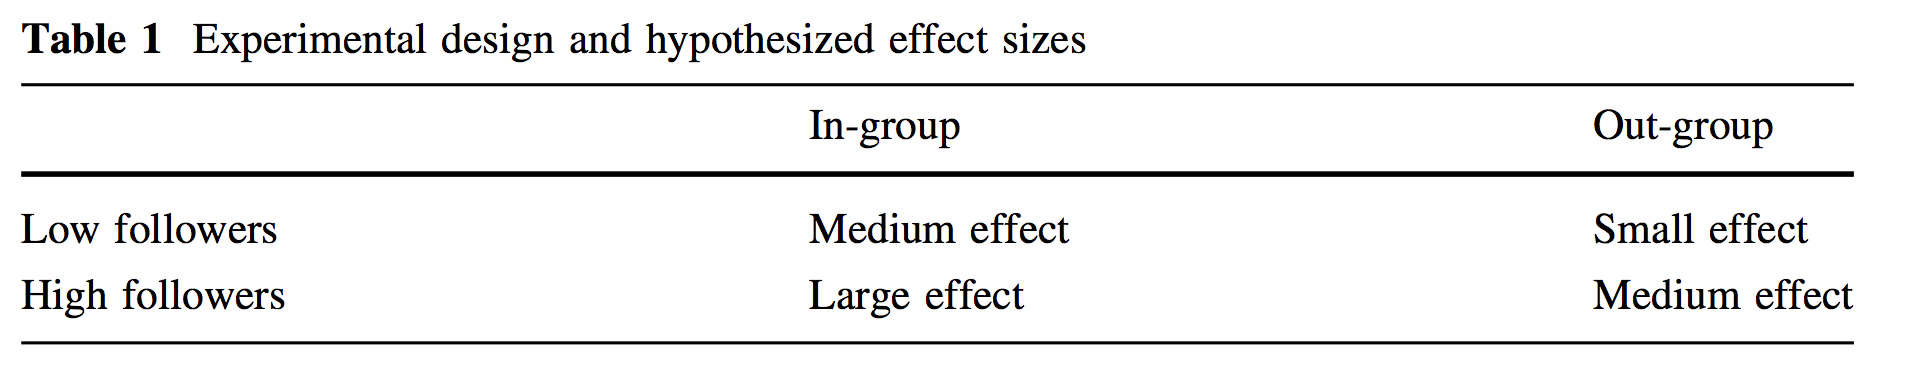 Table 1 Experimental design and hypothesized effect sizes
In-group Out-group
Low followers Medium effect Small effect
High followers Large effect Medium effect